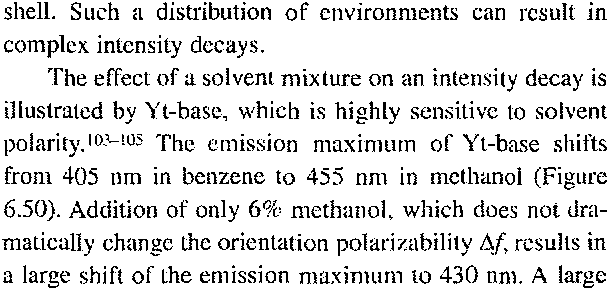 shell. Such a distribution of environments can result in
complex intensity decays.
The effect of a solvent mixture on an intensity decay is
illustrated by Yt-base, which is highly sensitive to solvent
polarity.103–105 The emission maximum of Yt-base shifts
from 405 nm in benzene to 455 nm in methanol (Figure
6.50). Addition of only 6% methanol, which does not dra-
matically change the orientation polarizability Δf, results in
a large shift of the emission maximum to 430 nm. A large